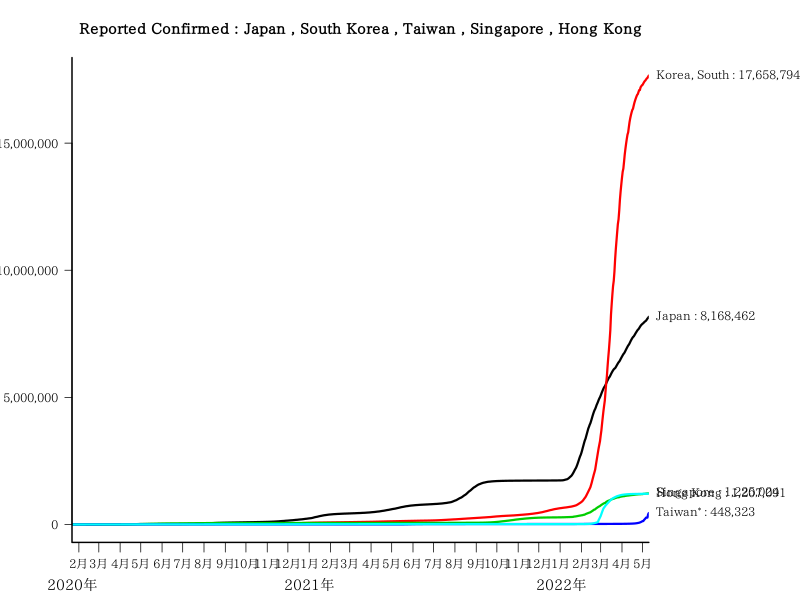 Reported Confirmed : Japan , South Korea , Taiwan , Singapore , Hong Kong
Korea, South : 17,658,794
15,000,000
10,000,000
Japan : 8,168,462
5,000,000
Taiwan* : 448,323
0
2月 3月 4月 5月 6月 7月 8月 9月 10月 11月 12月 1月 2月 3月 4月 5月 6月 7月 8月 9月 10月 11月 12月 1月 2月 3月 4月 5月
2020年 2021年 2022年